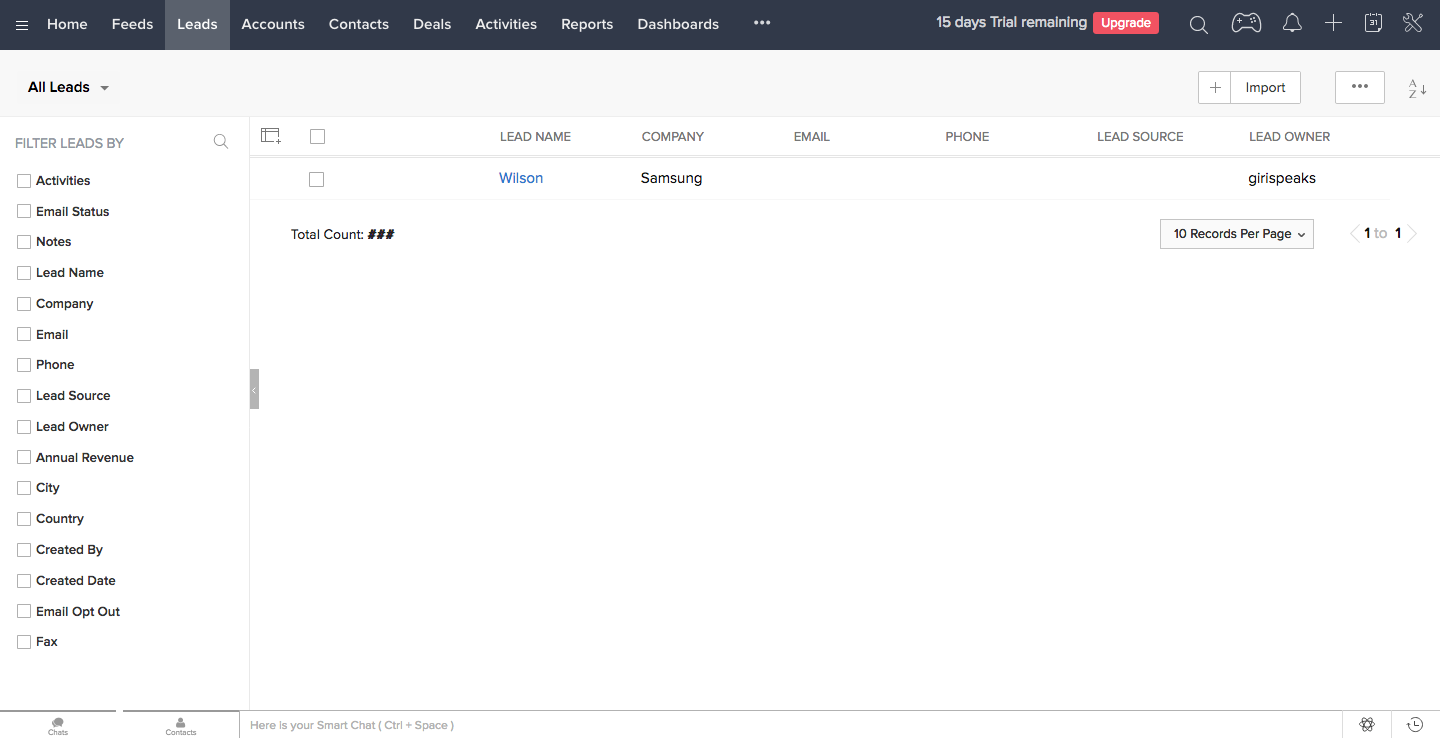 Home Feeds Leads Accounts Contacts Deals Activities Reports Dashboards ••• 15 days Trial remaining Upgrade 31
All Leads + Import ••• A Z
FILTER LEADS BY
Activities
Email Status
Notes
Lead Name
Company
Email
Phone
Lead Source
Lead Owner
Annual Revenue
City
Country
Created By
Created Date
Email Opt Out
Fax
LEAD NAME COMPANY EMAIL PHONE LEAD SOURCE LEAD OWNER
Wilson Samsung girispeaks
Total Count: ### 10 Records Per Page 1 to 1
Chats Contacts Here is your Smart Chat ( Ctrl + Space )